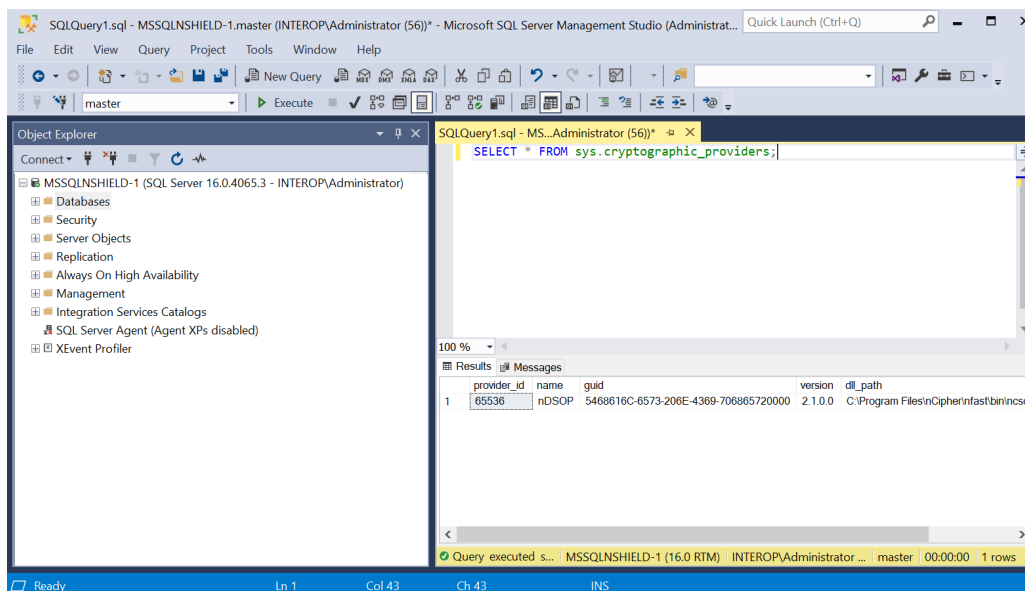 SQLQuery1.sql - MSSQLNSHIELD-1.master (INTEROP\Administrator (56))* - Microsoft SQL Server Management Studio (Administrat...
Quick Launch (Ctrl+Q)
File Edit View Query Project Tools Window Help
New Query MDX DMX XMLA DAX
master Execute
Object Explorer
SQLQuery1.sql - MS...Administrator (56))*
Connect
SELECT * FROM sys.cryptographic_providers;
MSSQLNSHIELD-1 (SQL Server 16.0.4065.3 - INTEROP\Administrator)
Databases
Security
Server Objects
Replication
Always On High Availability
Management
Integration Services Catalogs
SQL Server Agent (Agent XPs disabled)
XEvent Profiler
100 %
Results Messages
provider_id name guid version dll_path
1 65536 nDSOP 5468616C-6573-206E-4369-706865720000 2.1.0.0 C:\Program Files\nCipher\nfast\bin\ncsq
Query executed s... MSSQLNSHIELD-1 (16.0 RTM) INTEROP\Administrator ... master 00:00:00 1 rows
Ready Ln 1 Col 43 Ch 43 INS